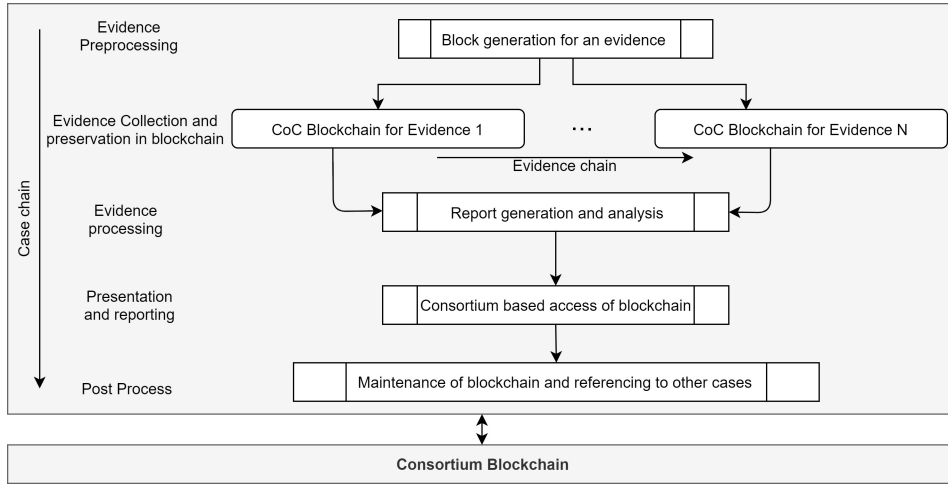 Evidence
Preprocessing
Block generation for an evidence
Evidence Collection and
preservation in blockchain
CoC Blockchain for Evidence 1
...
CoC Blockchain for Evidence N
Evidence chain
Case chain
Evidence
processing
Report generation and analysis
Presentation
and reporting
Consortium based access of blockchain
Post Process
Maintenance of blockchain and referencing to other cases
Consortium Blockchain